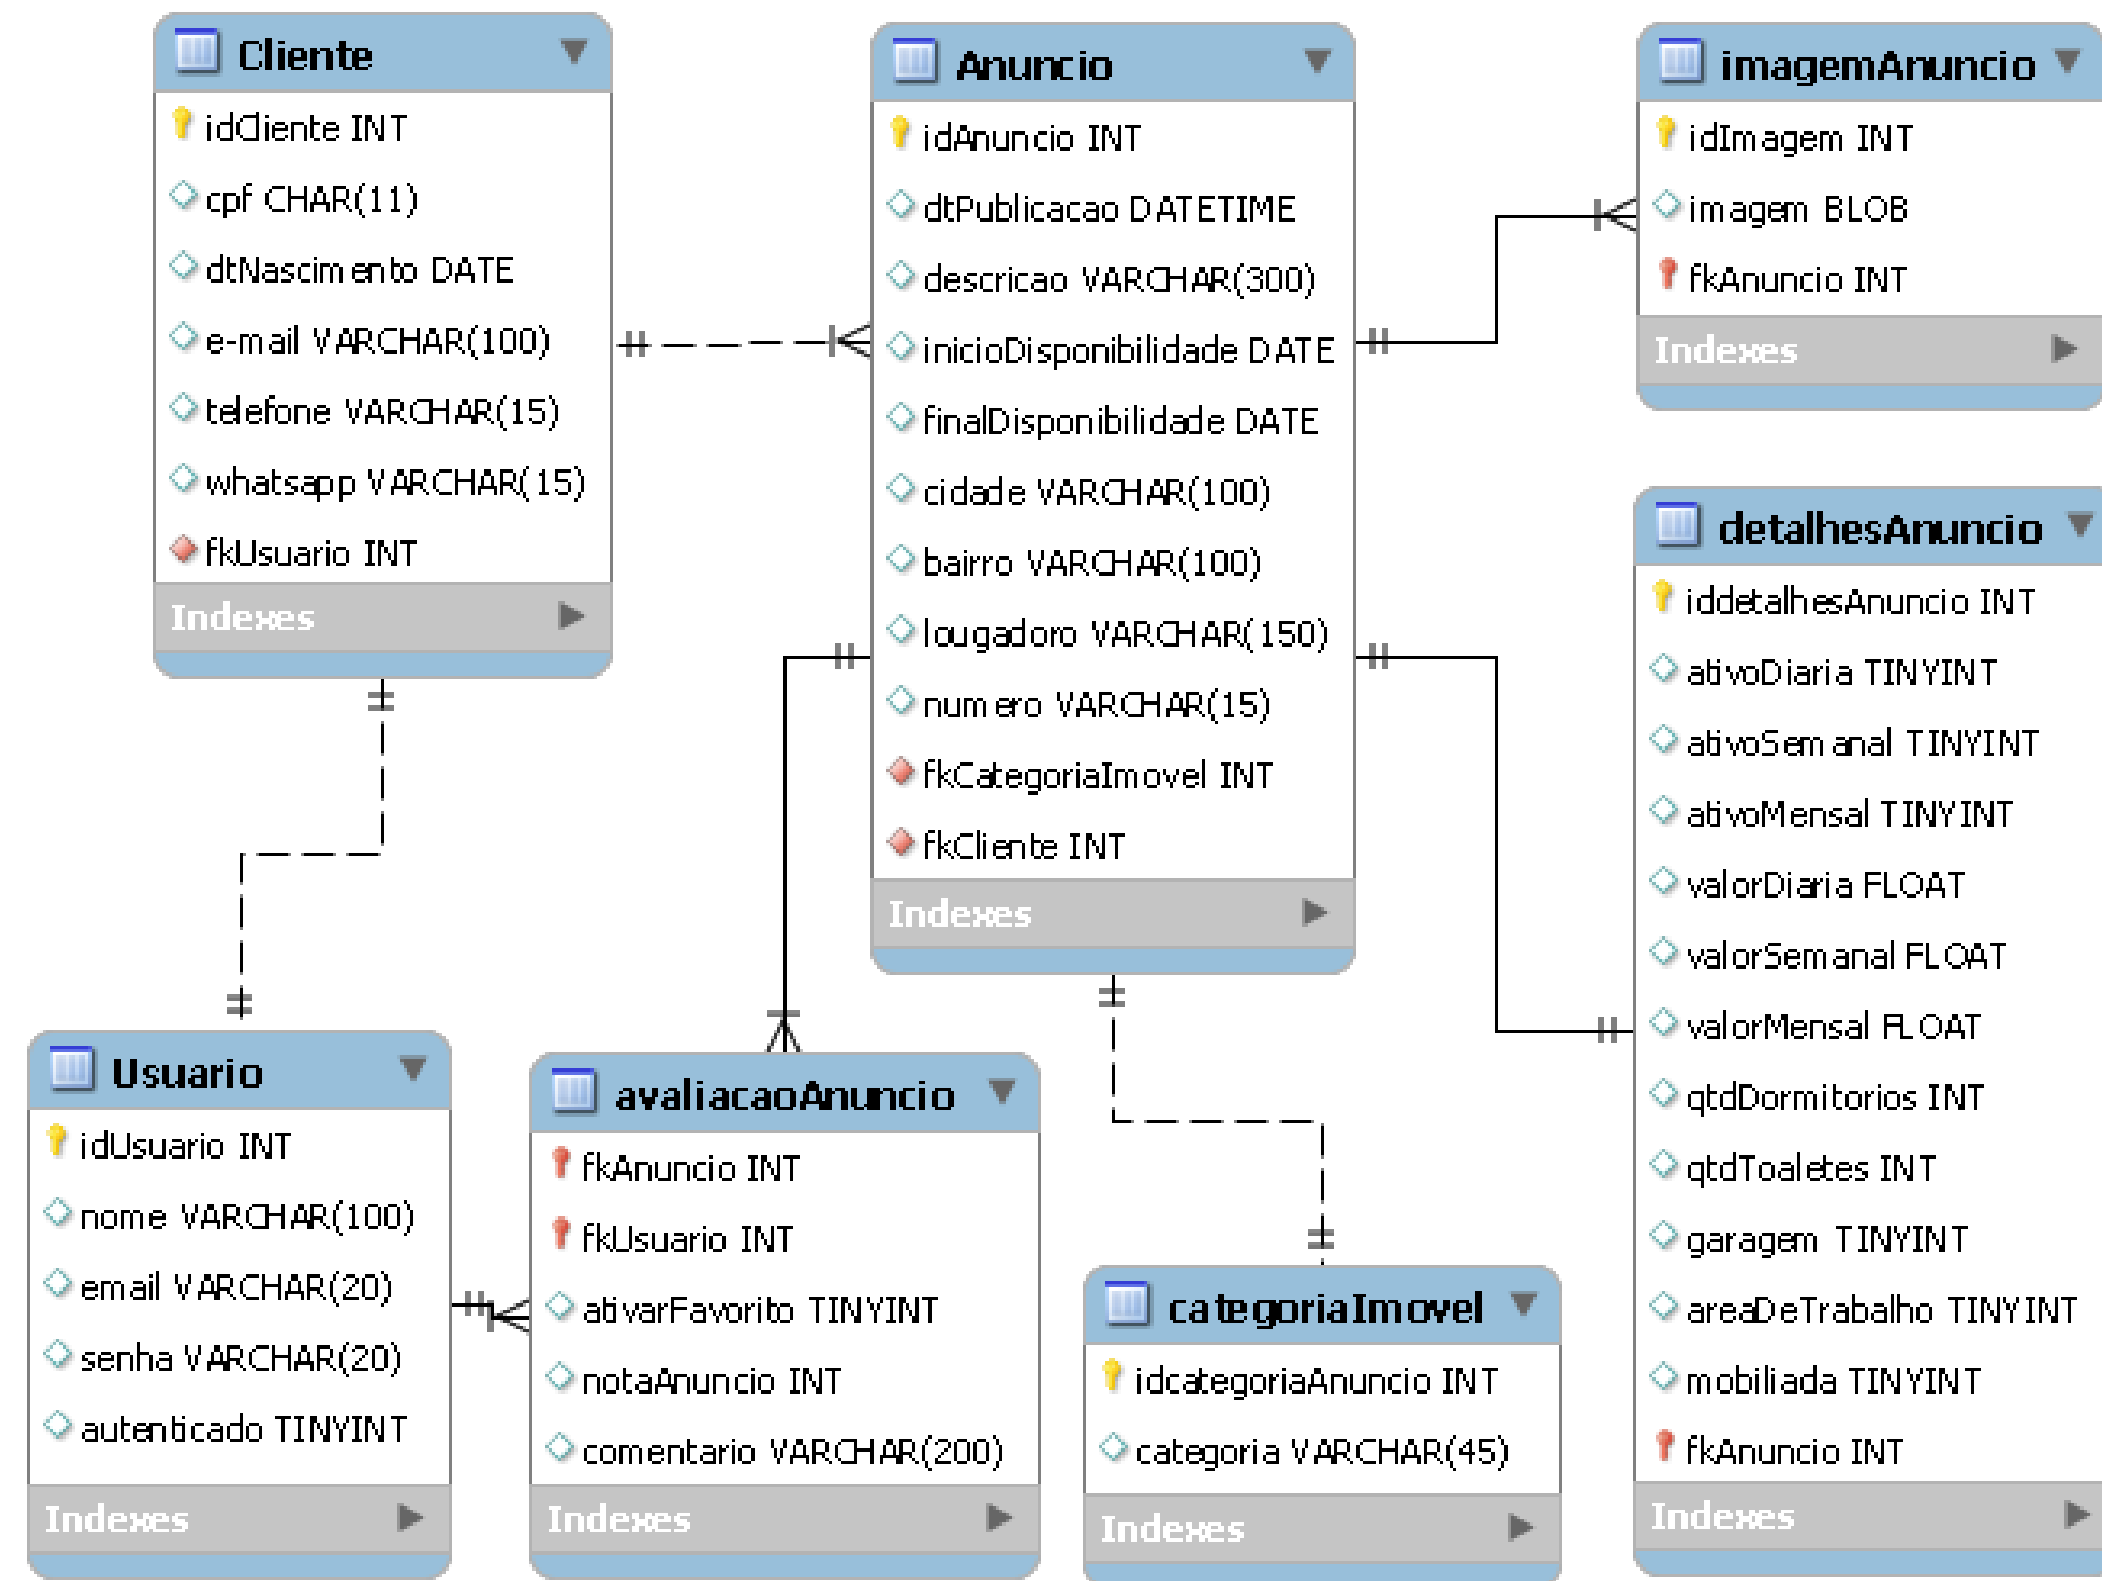 Cliente
idCliente INT
cpf CHAR(11)
dtNascimento DATE
e-mail VARCHAR(100)
telefone VARCHAR(15)
whatsapp VARCHAR(15)
fkUsuario INT
Indexes
Anuncio
idAnuncio INT
dtPublicacao DATETIME
descricao VARCHAR(300)
inicioDisponibilidade DATE
finalDisponibilidade DATE
cidade VARCHAR(100)
bairro VARCHAR(100)
lougadoro VARCHAR(150)
numero VARCHAR(15)
fkCategoriaImovel INT
fkCliente INT
Indexes
imagemAnuncio
idImagem INT
imagem BLOB
fkAnuncio INT
Indexes
detalhesAnuncio
iddetalhesAnuncio INT
ativoDiaria TINYINT
ativoSemanal TINYINT
ativoMensal TINYINT
valorDiaria FLOAT
valorSemanal FLOAT
valorMensal FLOAT
qtdDormitorios INT
qtdToaletes INT
garagem TINYINT
areaDeTrabalho TINYINT
mobiliada TINYINT
fkAnuncio INT
Indexes
Usuario
idUsuario INT
nome VARCHAR(100)
email VARCHAR(20)
senha VARCHAR(20)
autenticado TINYINT
Indexes
avaliacaoAnuncio
fkAnuncio INT
fkUsuario INT
ativarFavorito TINYINT
notaAnuncio INT
comentario VARCHAR(200)
Indexes
categoriaImovel
idcategoriaAnuncio INT
categoria VARCHAR(45)
Indexes